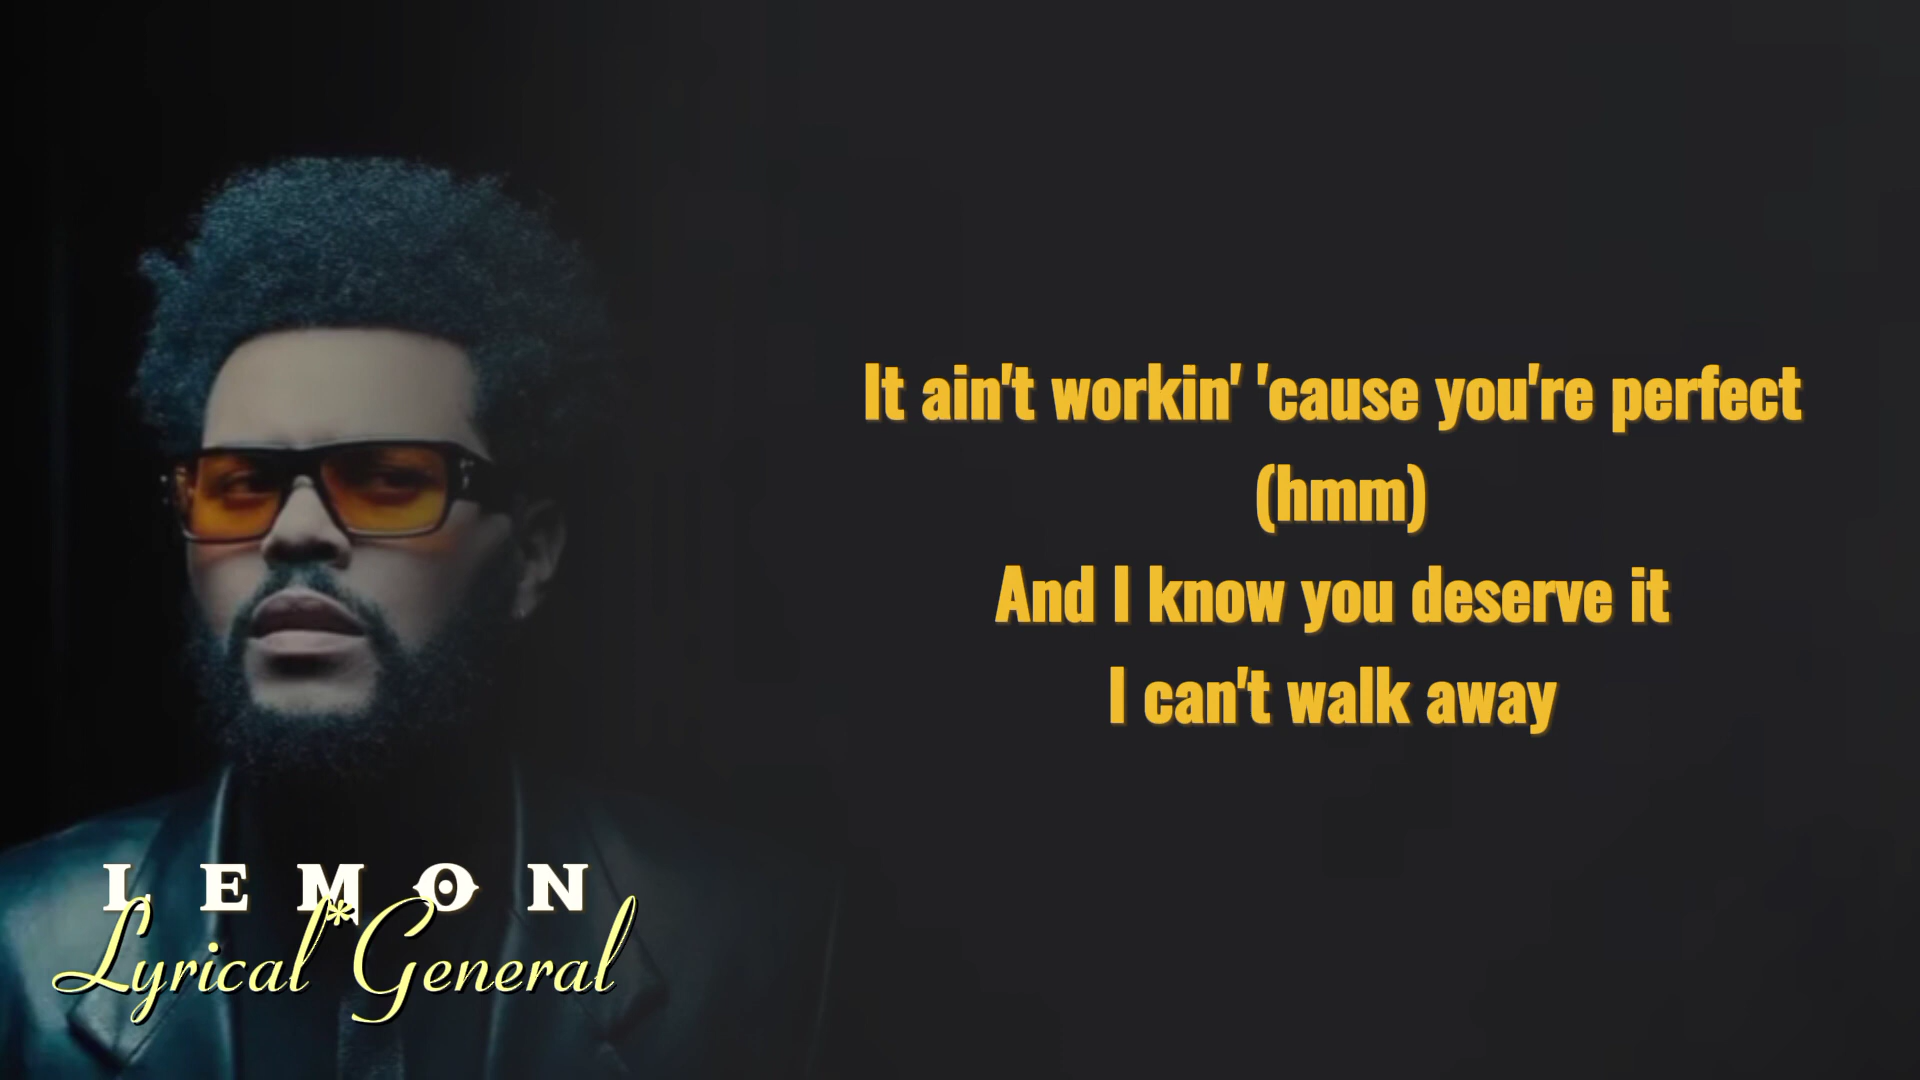 It ain't workin' 'cause you're perfect
(hmm)
And I know you deserve it
I can't walk away
LEMON
Lyrical*General